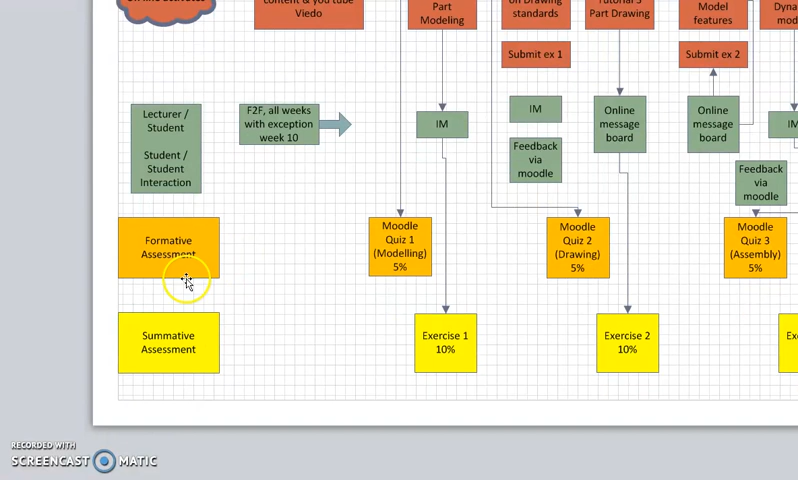 content & you tube
Viedo
Part
Modeling
on Drawing
standards
Part Drawing
Model
features
Submit ex 1
Submit ex 2
Lecturer /
Student
Student /
Student
Interaction
F2F, all weeks
with exception
week 10
IM
IM
Feedback
via
moodle
Online
message
board
Online
message
board
IM
Feedback
via
moodle
Formative
Assessment
Moodle
Quiz 1
(Modelling)
5%
Moodle
Quiz 2
(Drawing)
5%
Moodle
Quiz 3
(Assembly)
5%
Summative
Assessment
Exercise 1
10%
Exercise 2
10%
RECORDED WITH
SCREENCAST MATIC